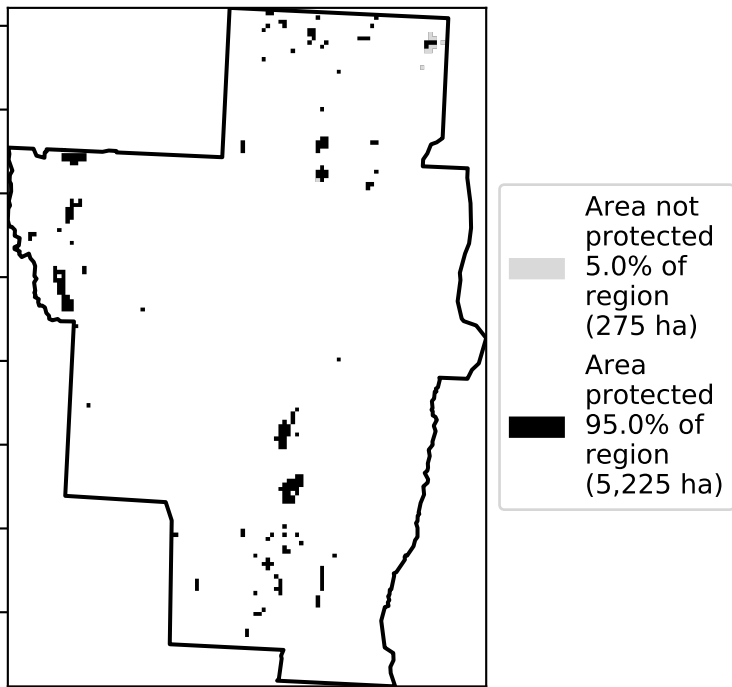 Area not
protected
5.0% of
region
(275 ha)
Area
protected
95.0% of
region
(5,225 ha)